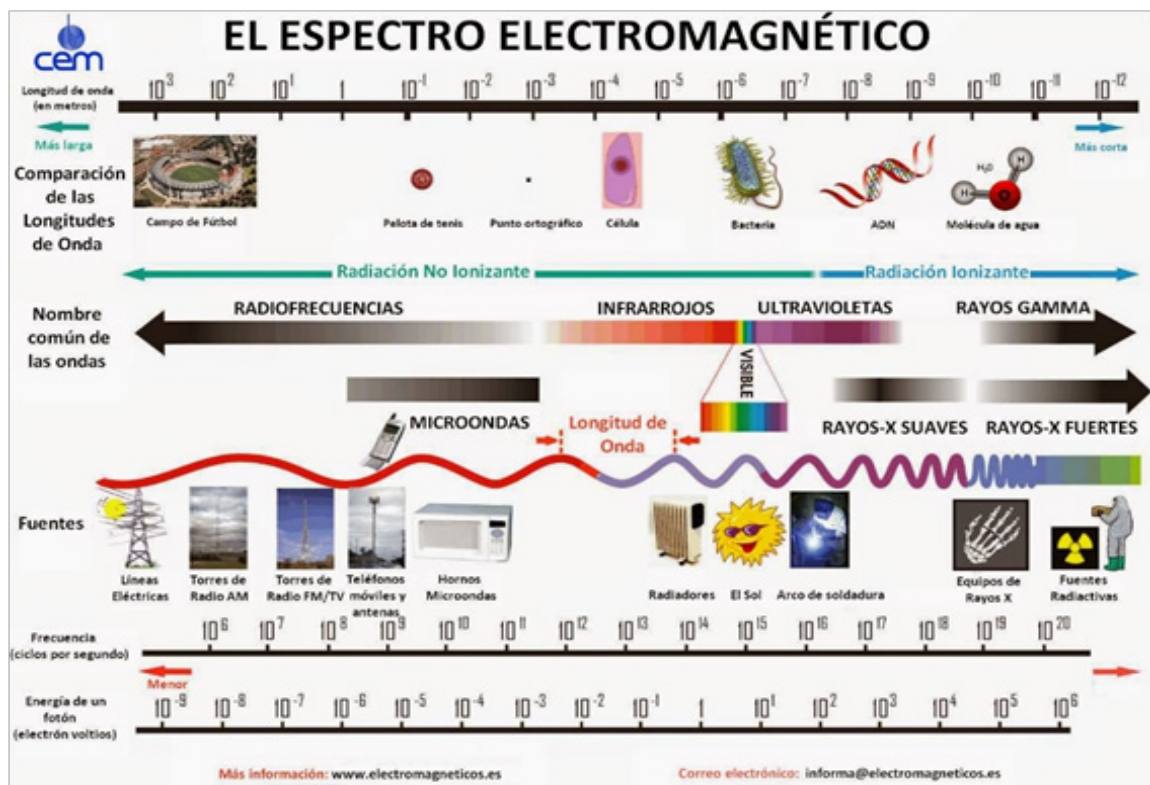 cem
EL ESPECTRO ELECTROMAGNÉTICO
Longitud de onda
(en metros)
10³ 10² 10¹ 1 10⁻¹ 10⁻² 10⁻³ 10⁻⁴ 10⁻⁵ 10⁻⁶ 10⁻⁷ 10⁻⁸ 10⁻⁹ 10⁻¹⁰ 10⁻¹¹ 10⁻¹²
Más larga
Más corta
Comparación
de las
Longitudes
de Onda
H₂O
H
H
O
Campo de Fútbol
Pelota de tenis
Punto ortográfico
Célula
Bacteria
ADN
Molécula de agua
Radiación No Ionizante
Radiación Ionizante
Nombre
común de
las ondas
RADIOFRECUENCIAS
INFRARROJOS
ULTRAVIOLETAS
RAYOS GAMMA
VISIBLE
MICROONDAS
Longitud de
Onda
RAYOS-X SUAVES
RAYOS-X FUERTES
Fuentes
Líneas
Eléctricas
Torres de
Radio AM
Torres de
Radio FM/TV
Teléfonos
móviles y
antenas
Hornos
Microondas
Radiadores
El Sol
Arco de soldadura
Equipos de
Rayos X
Fuentes
Radiactivas
Frecuencia
(ciclos por segundo)
10⁶ 10⁷ 10⁸ 10⁹ 10¹⁰ 10¹¹ 10¹² 10¹³ 10¹⁴ 10¹⁵ 10¹⁶ 10¹⁷ 10¹⁸ 10¹⁹ 10²⁰
Menor
Energía de un
fotón
(electrón voltios)
10⁻⁹ 10⁻⁸ 10⁻⁷ 10⁻⁶ 10⁻⁵ 10⁻⁴ 10⁻³ 10⁻² 10⁻¹ 1 10¹ 10² 10³ 10⁴ 10⁵ 10⁶
Más información: www.electromagneticos.es
Correo electrónico: informa@electromagneticos.es